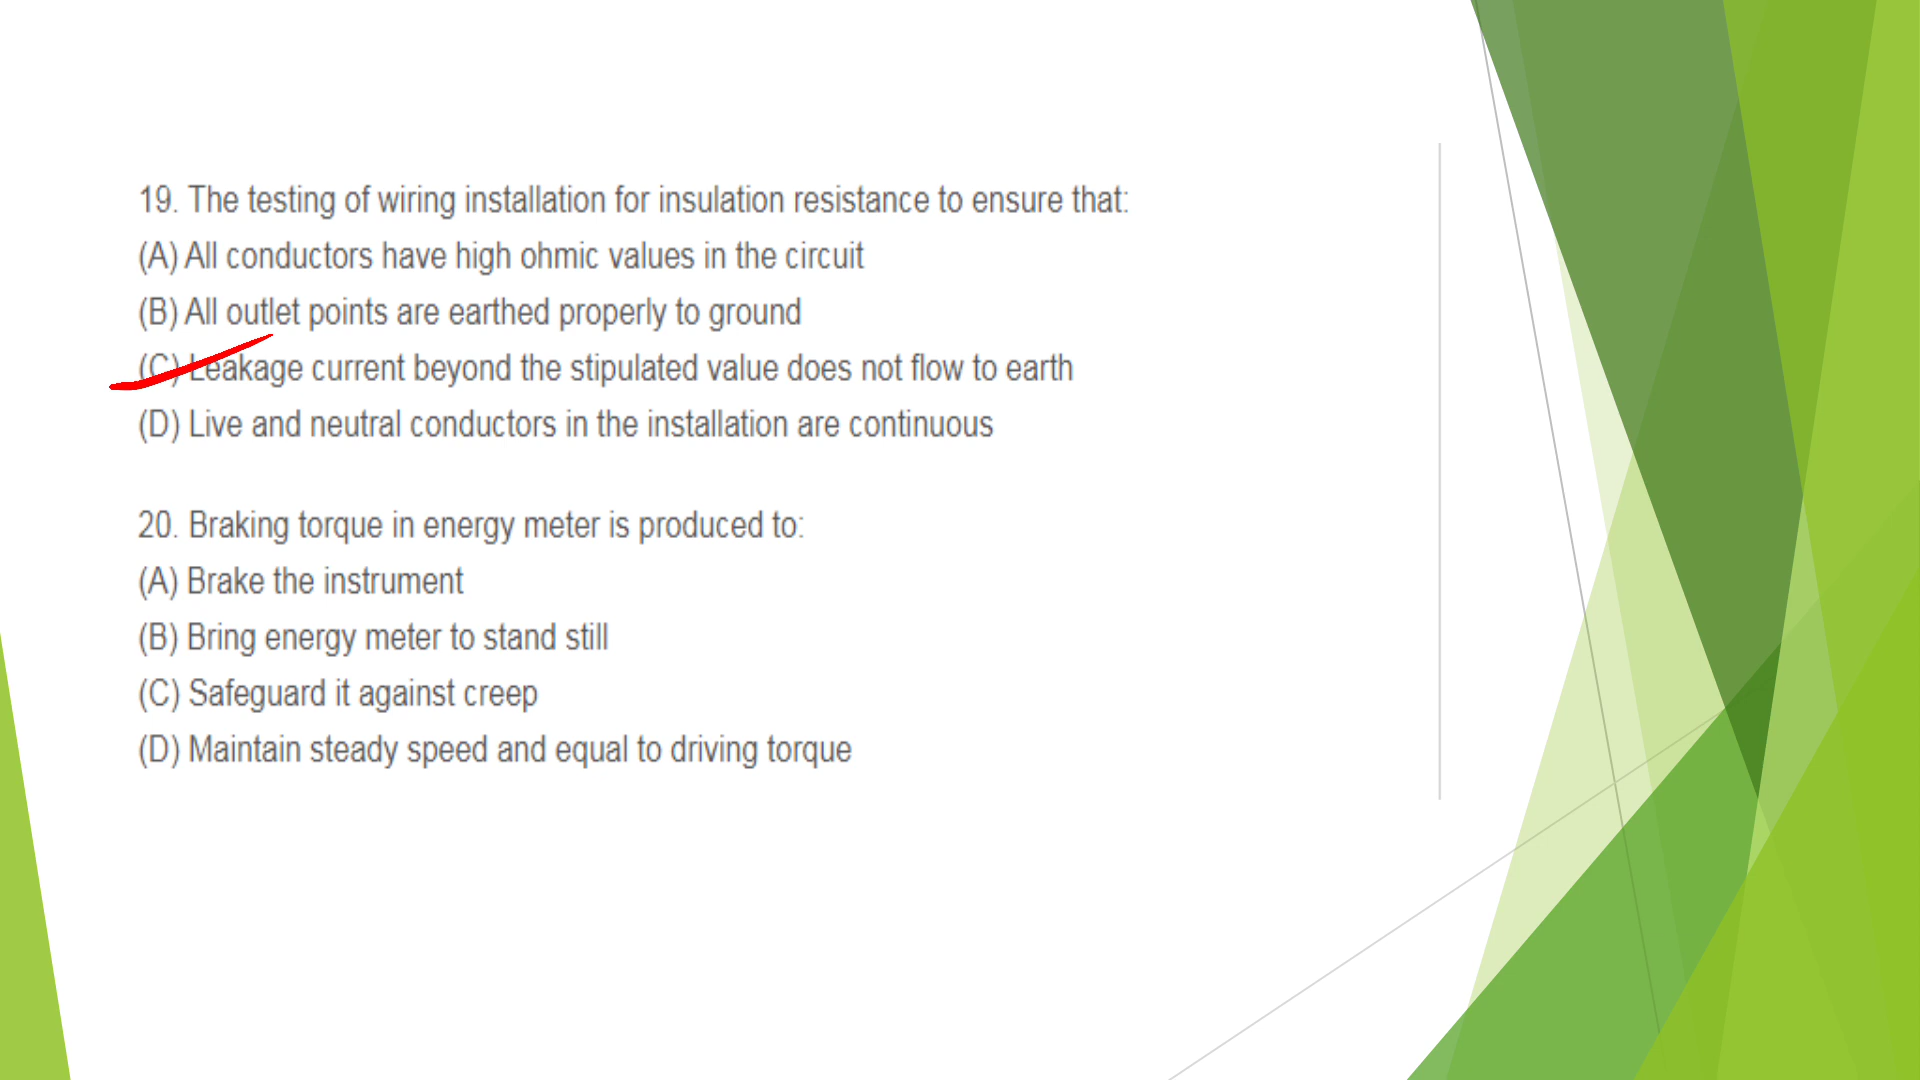 19. The testing of wiring installation for insulation resistance to ensure that:
(A) All conductors have high ohmic values in the circuit
(B) All outlet points are earthed properly to ground
(C) Leakage current beyond the stipulated value does not flow to earth
(D) Live and neutral conductors in the installation are continuous
20. Braking torque in energy meter is produced to:
(A) Brake the instrument
(B) Bring energy meter to stand still
(C) Safeguard it against creep
(D) Maintain steady speed and equal to driving torque